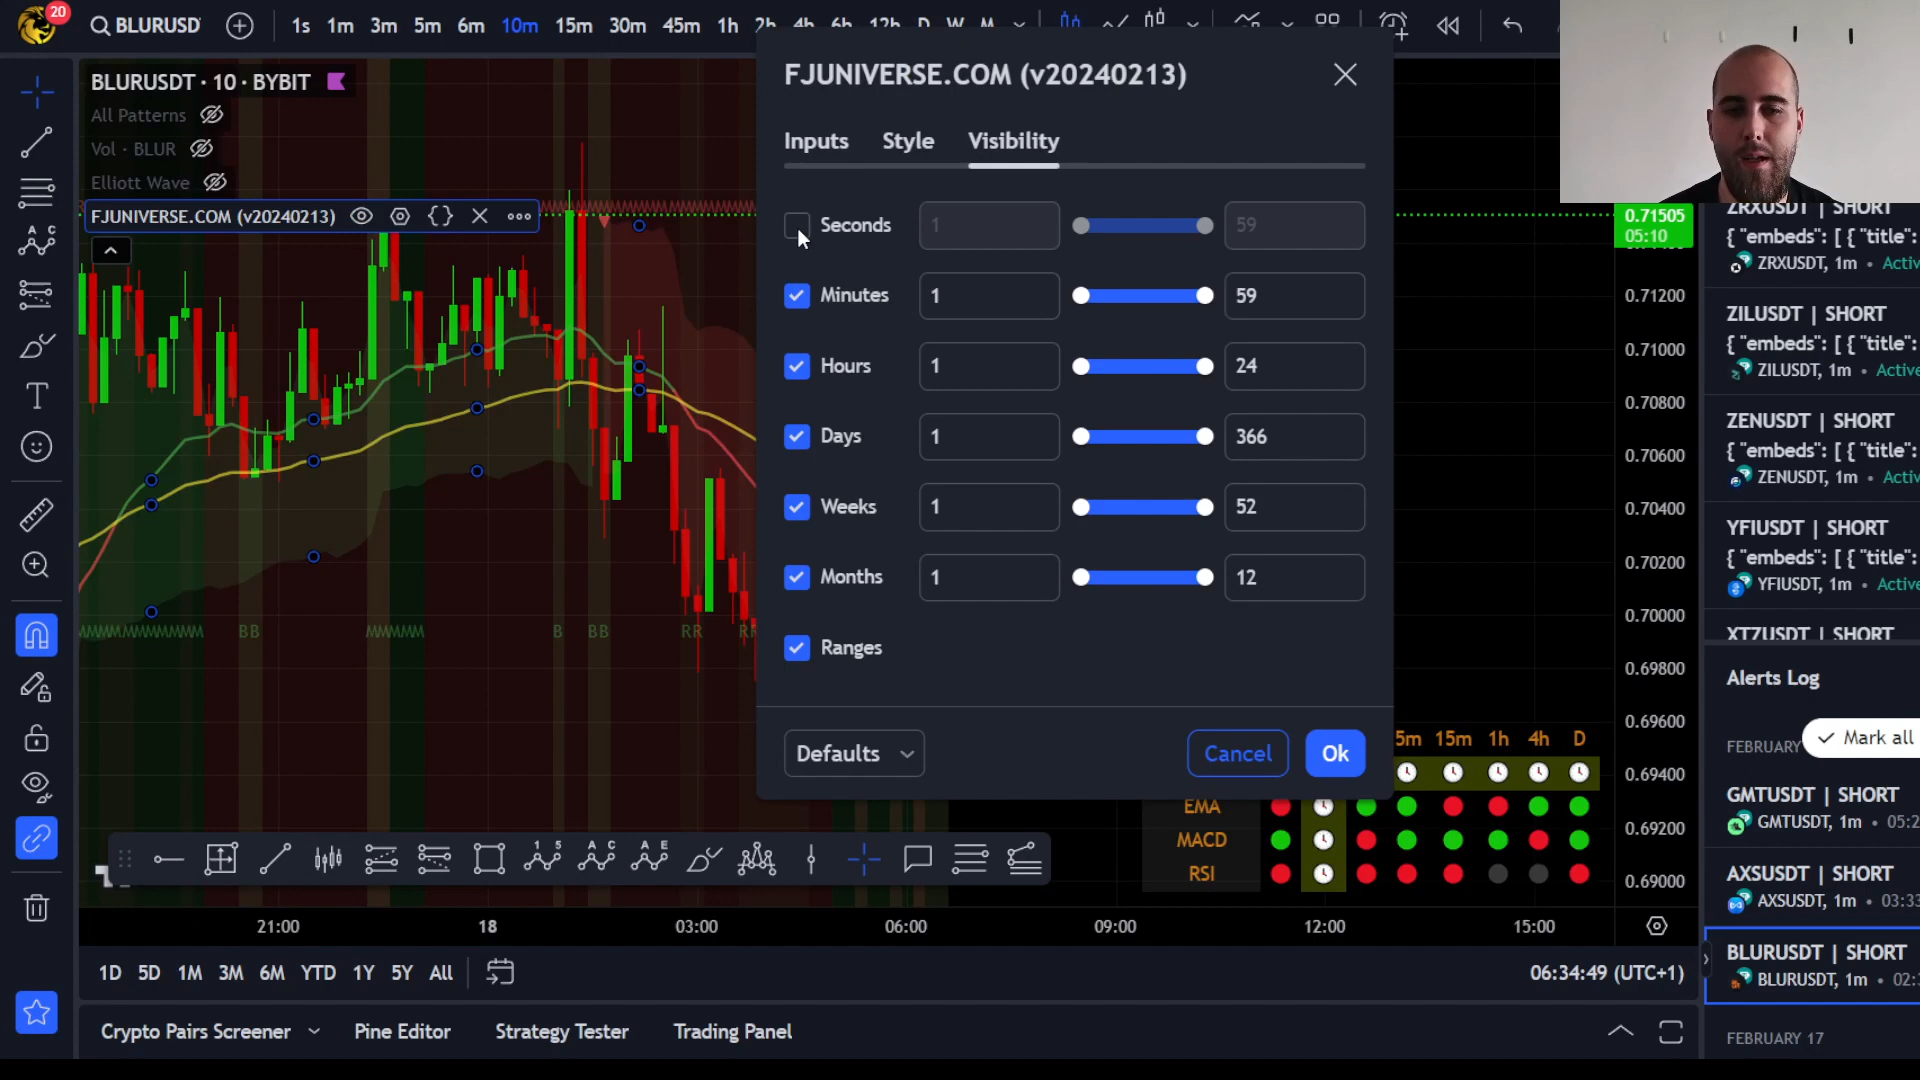 20
BLURUSD
1s 1m 3m 5m 6m 10m 15m 30m 45m 1h 2h 4h 6h 12h D W M
BLURUSDT · 10 · BYBIT
All Patterns
Vol · BLUR
Elliott Wave
FJUNIVERSE.COM (v20240213)
FJUNIVERSE.COM (v20240213)
Inputs Style Visibility
Seconds 1 59
Minutes 1 59
Hours 1 24
Days 1 366
Weeks 1 52
Months 1 12
Ranges
Defaults Cancel Ok
BB
B
BB
RR
0.71505
05:10
0.71200
0.71000
0.70800
0.70600
0.70400
0.70200
0.70000
0.69800
0.69600
0.69400
0.69200
0.69000
5m 15m 1h 4h D
EMA
MACD
RSI
21:00 18 03:00 06:00 09:00 12:00 15:00
1D 5D 1M 3M 6M YTD 1Y 5Y All
06:34:49 (UTC+1)
Crypto Pairs Screener Pine Editor Strategy Tester Trading Panel
ZRXUSDT | SHORT
{ "embeds": [ { "title":
ZRXUSDT, 1m • Activ
ZILUSDT | SHORT
{ "embeds": [ { "title":
ZILUSDT, 1m • Active
ZENUSDT | SHORT
{ "embeds": [ { "title":
ZENUSDT, 1m • Activ
YFIUSDT | SHORT
{ "embeds": [ { "title":
YFIUSDT, 1m • Active
XTZUSDT | SHORT
Alerts Log
FEBRUARY
Mark all
GMTUSDT | SHORT
GMTUSDT, 1m • 05:2
AXSUSDT | SHORT
AXSUSDT, 1m • 03:33
BLURUSDT | SHORT
BLURUSDT, 1m • 02:
FEBRUARY 17